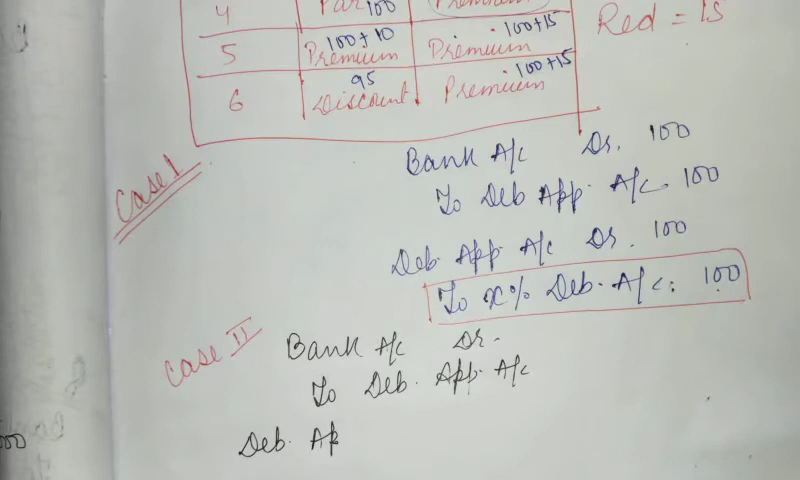 4 Par 100 Premium
Red = 15
5 Premium 100+10 Premium 100+15
6 Discount 95 Premium 100+15
Case I
Bank A/c Dr. 100
To Deb App. A/c. 100
Deb. App. A/c Dr. 100
To X% Deb. A/c. 100
Case II
Bank A/c Dr.
To Deb. App. A/c
Deb. Ap